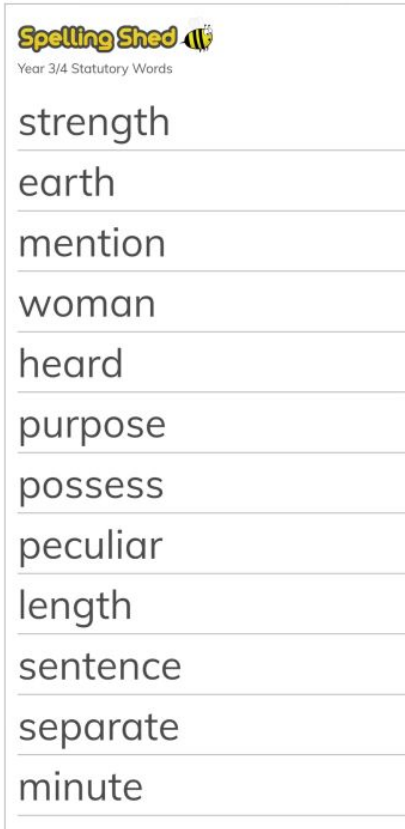 Spelling Shed
Year 3/4 Statutory Words
strength
earth
mention
woman
heard
purpose
possess
peculiar
length
sentence
separate
minute